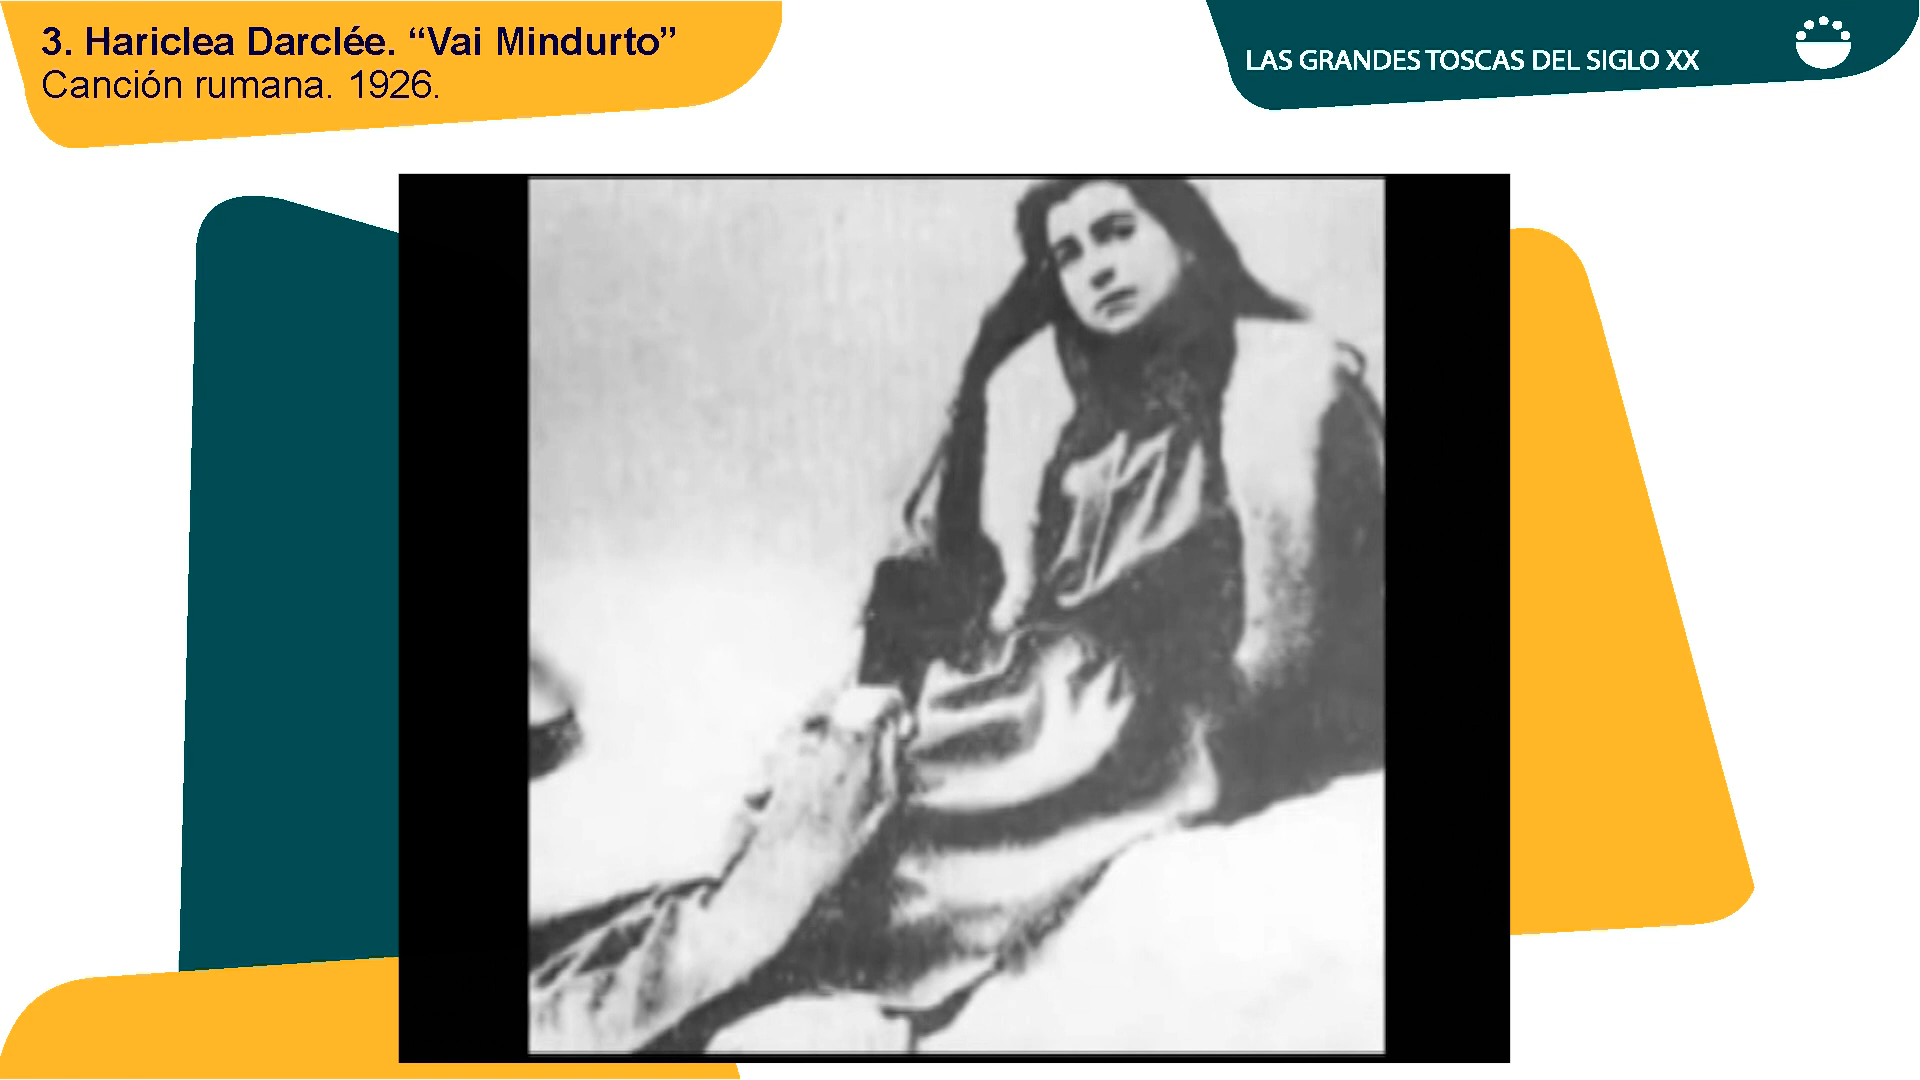 3. Hariclea Darclée. “Vai Mindurto”
Canción rumana. 1926.
LAS GRANDES TOSCAS DEL SIGLO XX